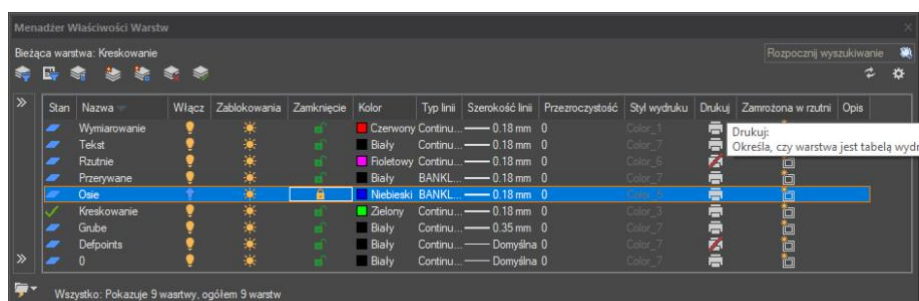 Menadżer Właściwości Warstw
Bieżąca warstwa: Kreskowanie
Rozpocznij wyszukiwanie
Stan Nazwa Włącz Zablokowania Zamknięcie Kolor Typ linii Szerokość linii Przezroczystość Styl wydruku Drukuj Zamrożona w rzutni Opis
Wymiarowanie Czerwony Continu... 0.18 mm 0 Color_1
Drukuj:
Tekst Biały Continu... 0.18 mm 0 Color_7
Określa, czy warstwa jest tabelą wydr
Rzutnie Fioletowy Continu... 0.18 mm 0 Color_6
Przerywane Biały BANKL... 0.18 mm 0 Color_7
Osie Niebieski BANKL... 0.18 mm 0 Color_5
Kreskowanie Zielony Continu... 0.18 mm 0 Color_3
Grube Biały Continu... 0.35 mm 0 Color_7
Defpoints Biały Continu... Domyślna 0 Color_7
0 Biały Continu... Domyślna 0 Color_7
Wszystko: Pokazuje 9 wasrtwy, ogółem 9 warstw